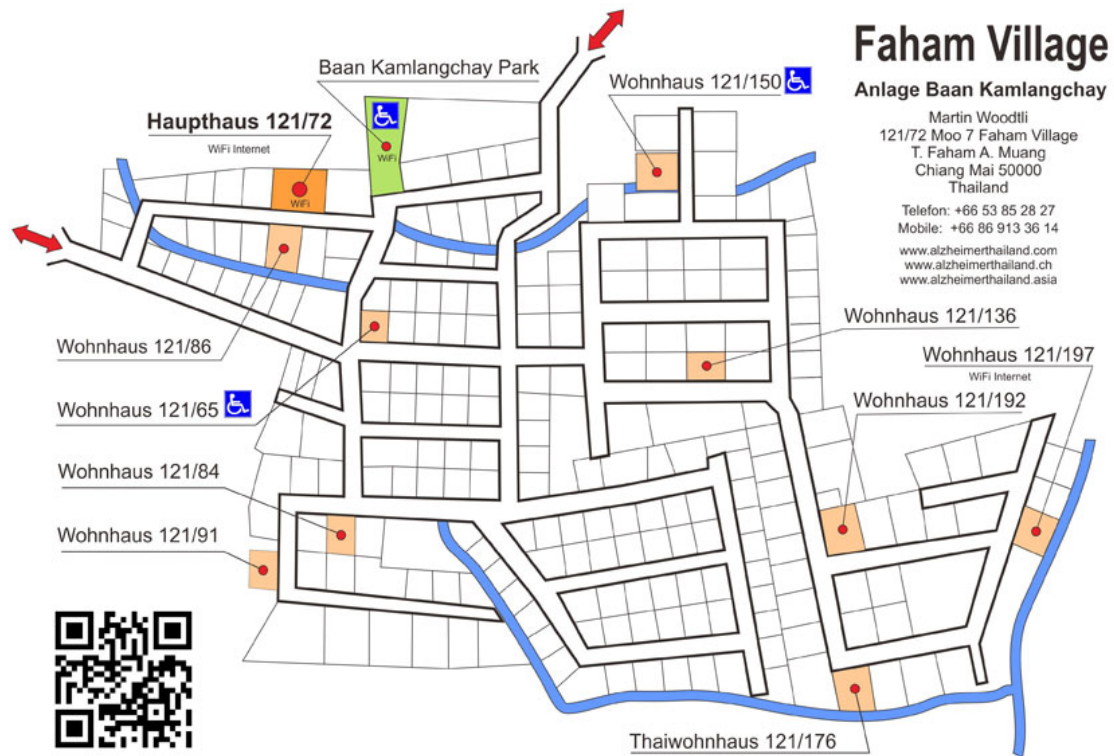 Faham Village
Anlage Baan Kamlangchay
Martin Woodtli
121/72 Moo 7 Faham Village
T. Faham A. Muang
Chiang Mai 50000
Thailand
Telefon: +66 53 85 28 27
Mobile: +66 86 913 36 14
www.alzheimerthailand.com
www.alzheimerthailand.ch
www.alzheimerthailand.asia
Baan Kamlangchay Park
WiFi
Wohnhaus 121/150
Haupthaus 121/72
WiFi Internet
WiFi
Wohnhaus 121/86
Wohnhaus 121/65
Wohnhaus 121/84
Wohnhaus 121/91
Wohnhaus 121/136
Wohnhaus 121/197
WiFi Internet
Wohnhaus 121/192
Thaiwohnhaus 121/176